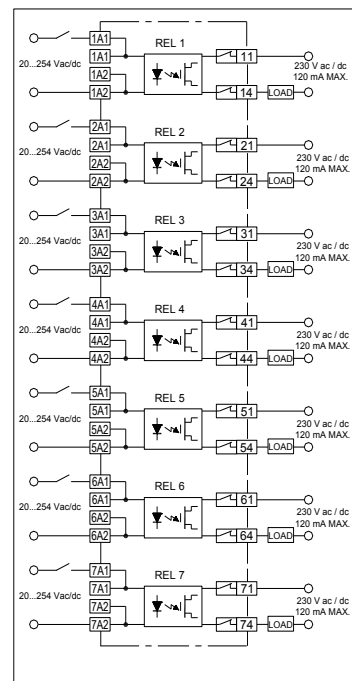 1A1
REL 1
1A1
11
230 V ac / dc
20...254 Vac/dc
1A2
120 mA MAX.
1A2
14
LOAD
2A1
REL 2
2A1
21
230 V ac / dc
20...254 Vac/dc
2A2
120 mA MAX.
2A2
24
LOAD
3A1
REL 3
3A1
31
230 V ac / dc
20...254 Vac/dc
3A2
120 mA MAX.
3A2
34
LOAD
4A1
REL 4
4A1
41
230 V ac / dc
20...254 Vac/dc
4A2
120 mA MAX.
4A2
44
LOAD
5A1
REL 5
5A1
51
230 V ac / dc
20...254 Vac/dc
5A2
120 mA MAX.
5A2
54
LOAD
6A1
REL 6
6A1
61
230 V ac / dc
20...254 Vac/dc
6A2
120 mA MAX.
6A2
64
LOAD
7A1
REL 7
7A1
71
230 V ac / dc
20...254 Vac/dc
7A2
120 mA MAX.
7A2
74
LOAD